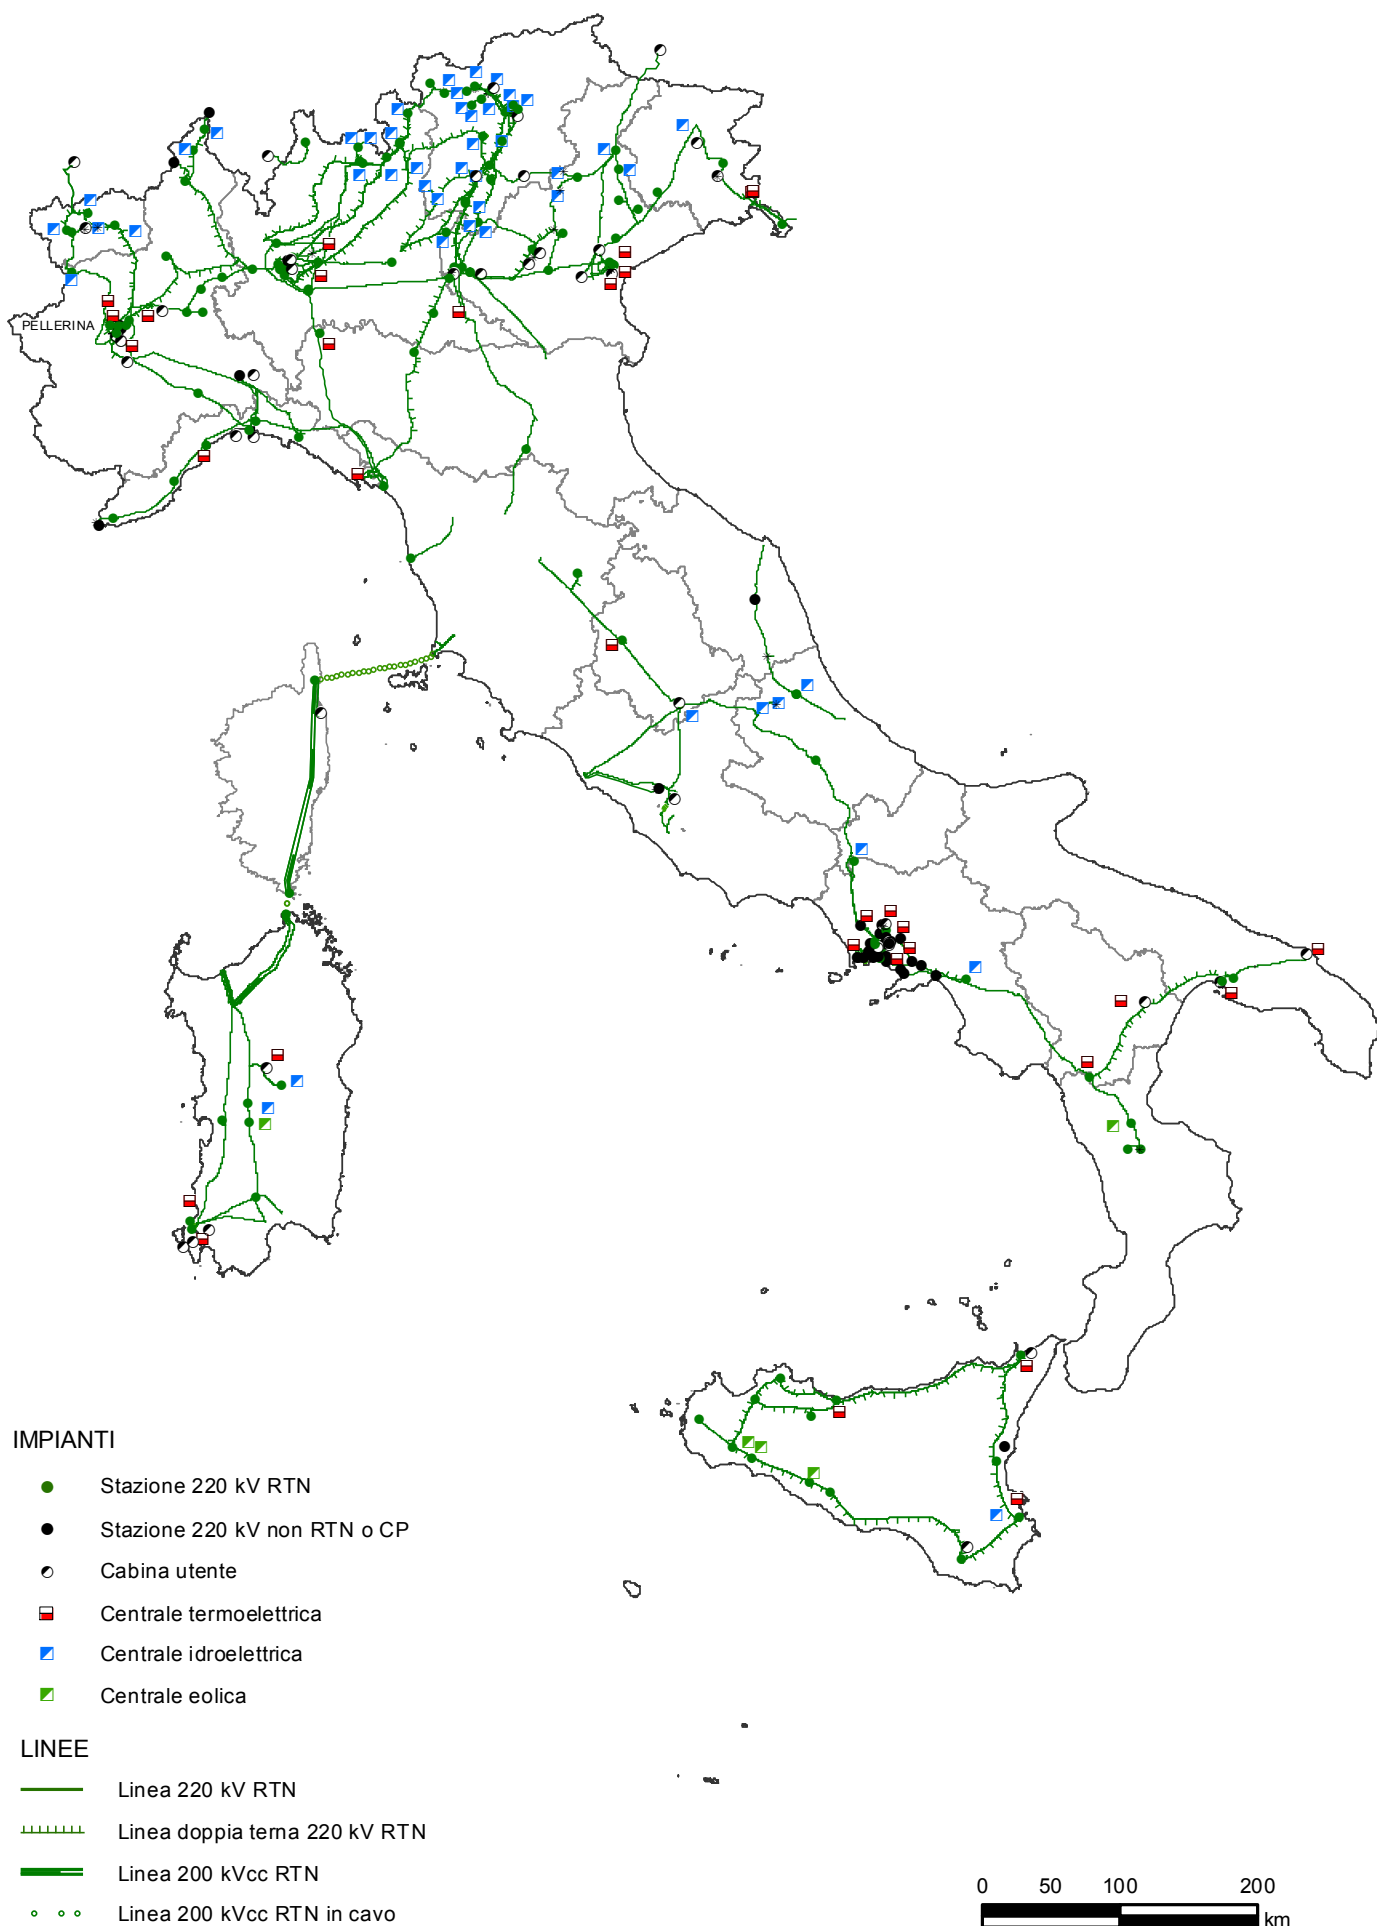 PELLERINA
IMPIANTI
Stazione 220 kV RTN
Stazione 220 kV non RTN o CP
Cabina utente
Centrale termoelettrica
Centrale idroelettrica
Centrale eolica
LINEE
Linea 220 kV RTN
Linea doppia terna 220 kV RTN
Linea 200 kVcc RTN
Linea 200 kVcc RTN in cavo
0 50 100 200
km